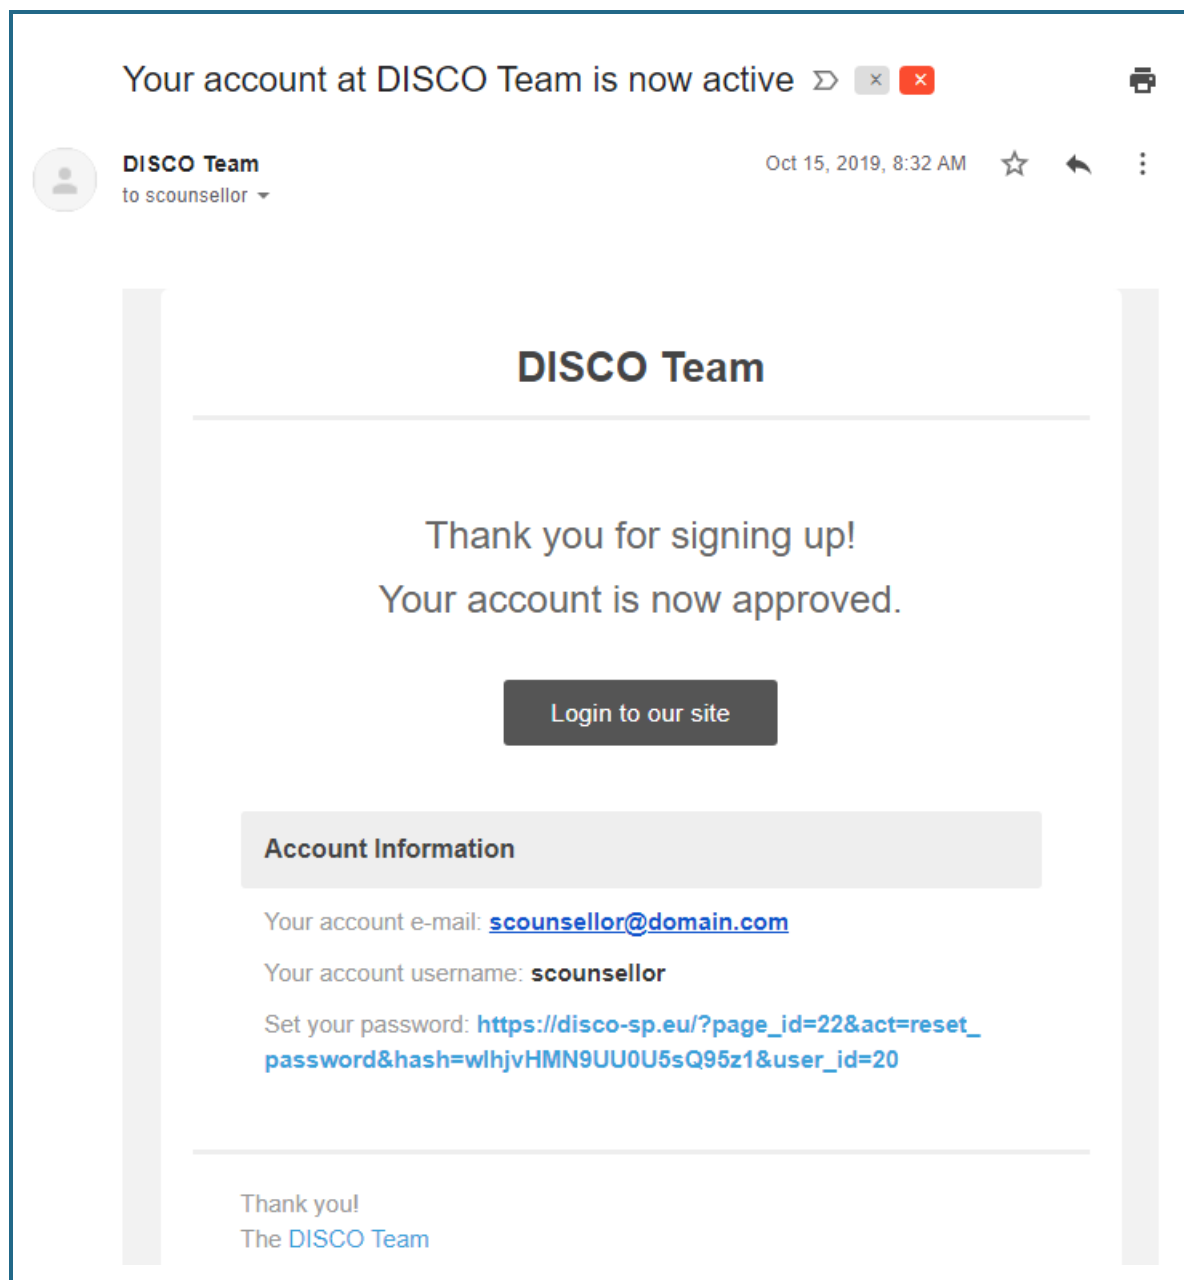 Your account at DISCO Team is now active
DISCO Team
Oct 15, 2019, 8:32 AM
to scounsellor
DISCO Team
Thank you for signing up!
Your account is now approved.
Login to our site
Account Information
Your account e-mail: scounsellor@domain.com
Your account username: scounsellor
Set your password: https://disco-sp.eu/?page_id=22&act=reset_
password&hash=wlhjvHMN9UU0U5sQ95z1&user_id=20
Thank you!
The DISCO Team